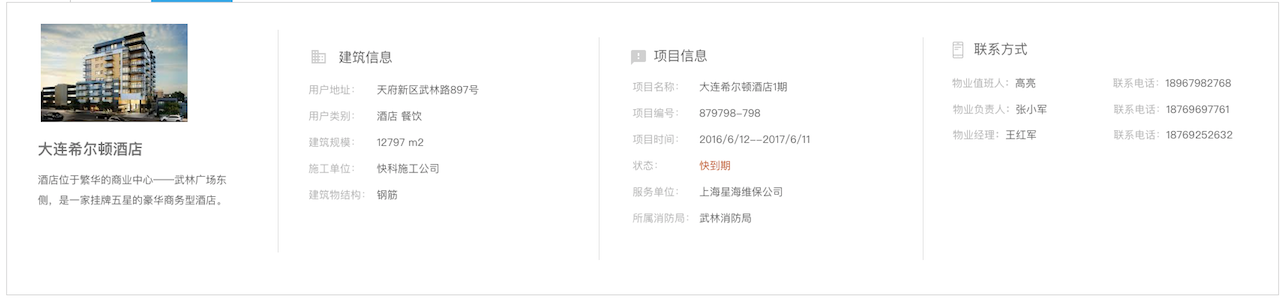 大连希尔顿酒店
酒店位于繁华的商业中心——武林广场东
侧，是一家挂牌五星的豪华商务型酒店。
建筑信息
用户地址： 天府新区武林路897号
用户类别： 酒店 餐饮
建筑规模： 12797 m2
施工单位： 快科施工公司
建筑物结构： 钢筋
项目信息
项目名称： 大连希尔顿酒店1期
项目编号： 879798-798
项目时间： 2016/6/12--2017/6/11
状态： 快到期
服务单位： 上海星海维保公司
所属消防局： 武林消防局
联系方式
物业值班人：高亮 联系电话：18967982768
物业负责人：张小军 联系电话：18769697761
物业经理：王红军 联系电话：18769252632